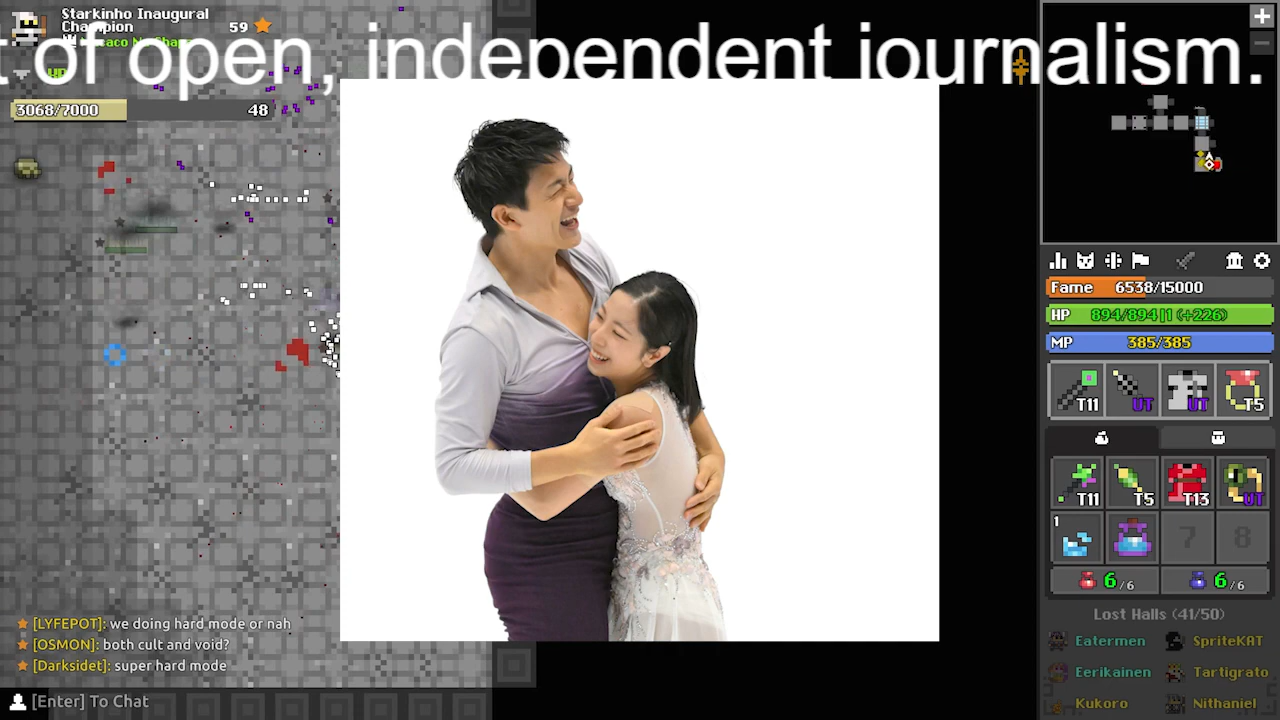 Starkinho Inaugural
Champion
59
t of open, independent journalism.
3068/7000
48
Fame 6538/15000
HP 894/894|1 (+226)
MP 385/385
T11
UT
UT
T5
T11
T5
T13
UT
1
7
8
6/6
6/6
Lost Halls (41/50)
Eatermen
SpriteKAT
Eerikainen
Tartigrato
Kukoro
Nithaniel
[LYFEPOT]: we doing hard mode or nah
[OSMON]: both cult and void?
[Darksidet]: super hard mode
[Enter] To Chat